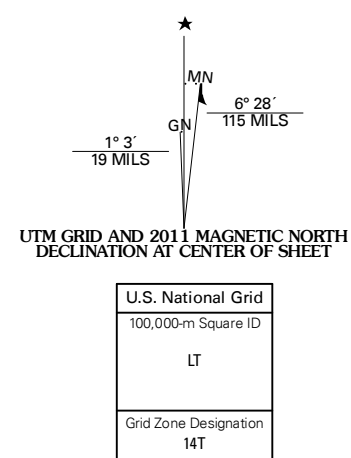 ★
MN
6° 28´
115 MILS
GN
1° 3´
19 MILS
UTM GRID AND 2011 MAGNETIC NORTH
DECLINATION AT CENTER OF SHEET
U.S. National Grid
100,000-m Square ID
LT
Grid Zone Designation
14T